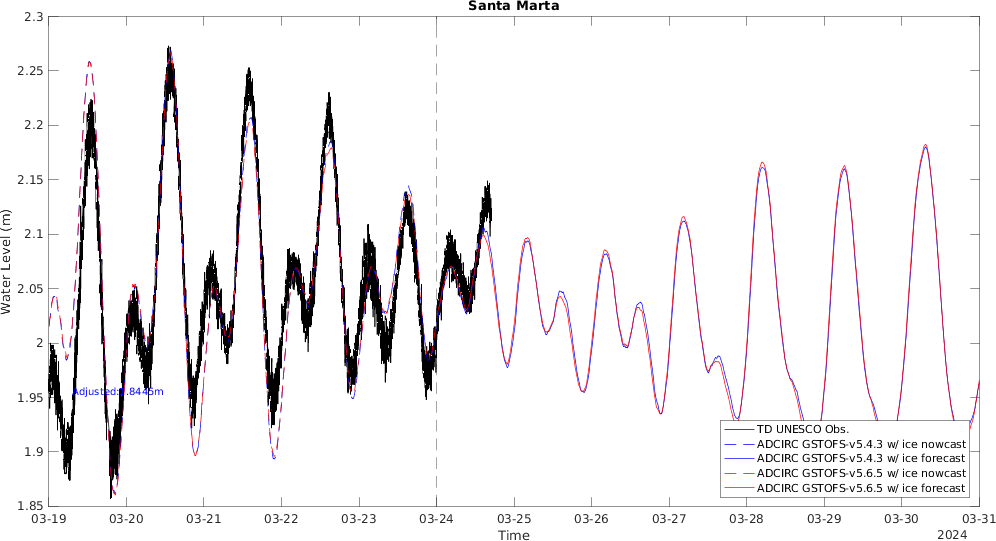 Santa Marta
Water Level (m)
2.3
2.25
2.2
2.15
2.1
2.05
2
1.95
1.9
1.85
TD UNESCO Obs.
ADCIRC GSTOFS-v5.4.3 w/ ice nowcast
ADCIRC GSTOFS-v5.4.3 w/ ice forecast
ADCIRC GSTOFS-v5.6.5 w/ ice nowcast
ADCIRC GSTOFS-v5.6.5 w/ ice forecast
03-19 03-20 03-21 03-22 03-23 03-24 03-25 03-26 03-27 03-28 03-29 03-30 03-31
Time
2024